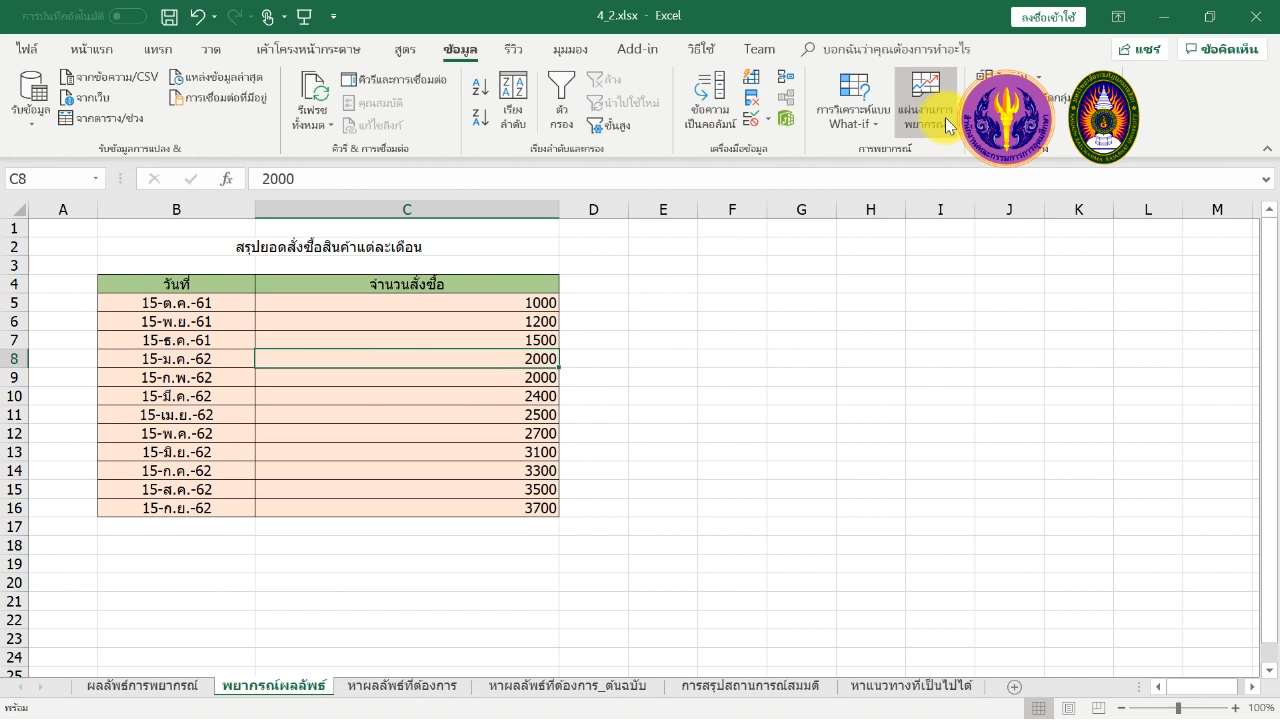 การบันทึกอัตโนมัติ
4_2.xlsx - Excel
ลงชื่อเข้าใช้
ไฟล์ หน้าแรก แทรก วาด เค้าโครงหน้ากระดาษ สูตร ข้อมูล รีวิว มุมมอง Add-in วิธีใช้ Team บอกฉันว่าคุณต้องการทำอะไร แชร์ ข้อคิดเห็น
รับข้อมูล
จากข้อความ/CSV
จากเว็บ
จากตาราง/ช่วง
แหล่งข้อมูลล่าสุด
การเชื่อมต่อที่มีอยู่
รับข้อมูลการแปลง &
รีเฟรช
ทั้งหมด
คิวรีและการเชื่อมต่อ
คุณสมบัติ
แก้ไขลิงก์
คิวรี & การเชื่อมต่อ
เรียง
ลำดับ
ตัว
กรอง
ล้าง
นำไปใช้ใหม่
ขั้นสูง
เรียงลำดับและกรอง
ข้อความ
เป็นคอลัมน์
เครื่องมือข้อมูล
การวิเคราะห์แบบ
What-if
แผ่นงานการ
พยากรณ์
การพยากรณ์
C8 fx 2000
A B C D E F G H I J K L M
1
2 สรุปยอดสั่งซื้อสินค้าแต่ละเดือน
3
4 วันที่ จำนวนสั่งซื้อ
5 15-ต.ค.-61 1000
6 15-พ.ย.-61 1200
7 15-ธ.ค.-61 1500
8 15-ม.ค.-62 2000
9 15-ก.พ.-62 2000
10 15-มี.ค.-62 2400
11 15-เม.ย.-62 2500
12 15-พ.ค.-62 2700
13 15-มิ.ย.-62 3100
14 15-ก.ค.-62 3300
15 15-ส.ค.-62 3500
16 15-ก.ย.-62 3700
17
18
19
20
21
22
23
24
25
ผลลัพธ์การพยากรณ์ พยากรณ์ผลลัพธ์ หาผลลัพธ์ที่ต้องการ หาผลลัพธ์ที่ต้องการ_ต้นฉบับ การสรุปสถานการณ์สมมติ หาแนวทางที่เป็นไปได้
พร้อม 100%